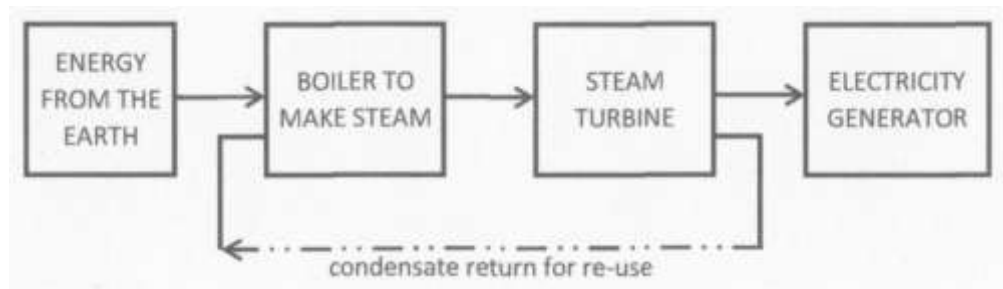 ENERGY
FROM THE
EARTH
BOILER TO
MAKE STEAM
STEAM
TURBINE
ELECTRICITY
GENERATOR
condensate return for re-use